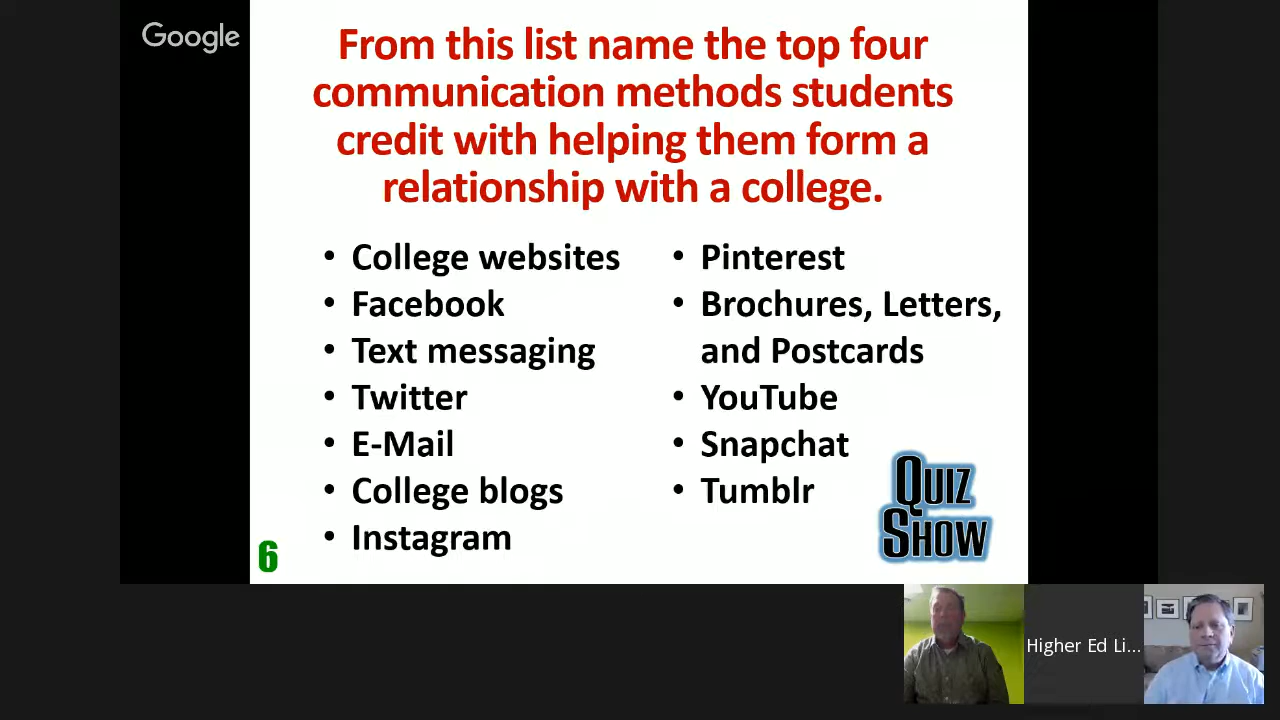 Google
From this list name the top four
communication methods students
credit with helping them form a
relationship with a college.
• College websites
• Facebook
• Text messaging
• Twitter
• E-Mail
• College blogs
• Instagram
• Pinterest
• Brochures, Letters,
and Postcards
• YouTube
• Snapchat
• Tumblr
Quiz
Show
6
Higher Ed Li...